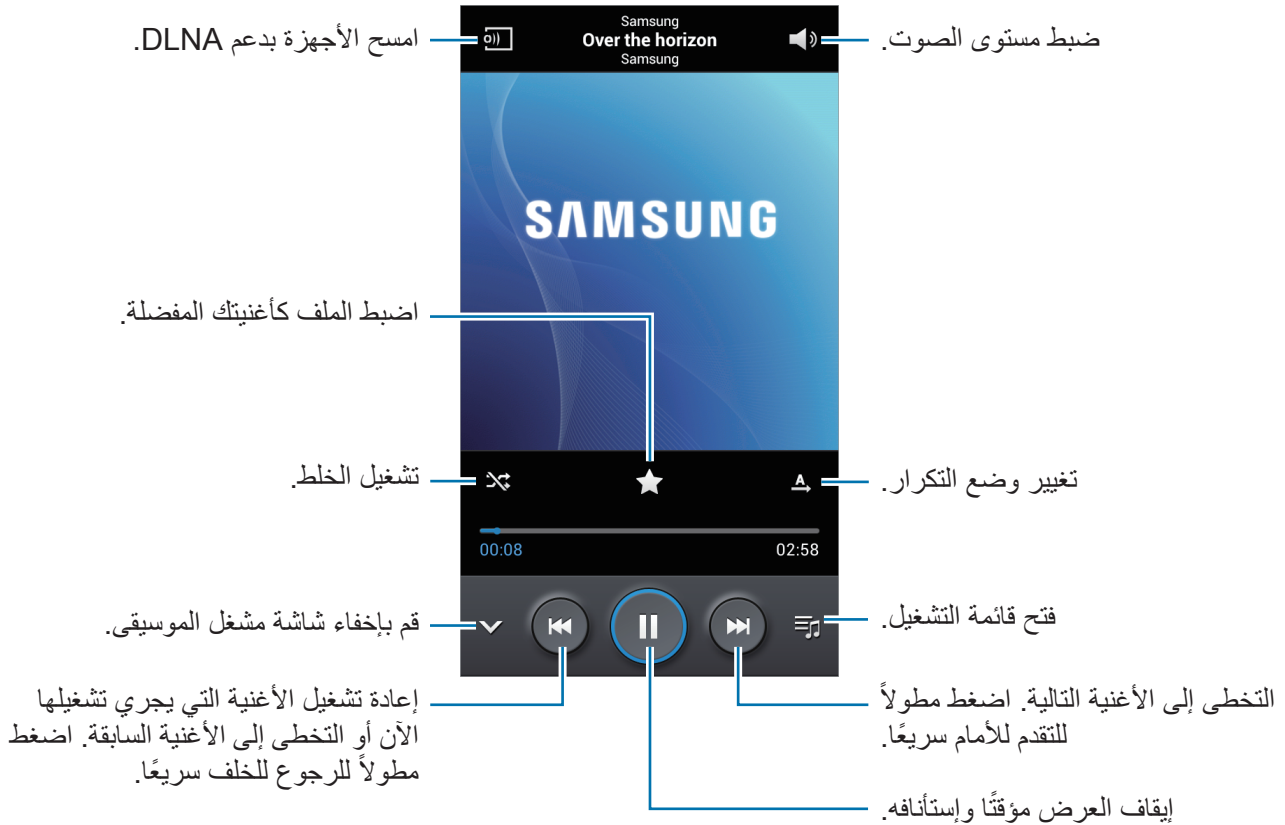 Samsung
Over the horizon
Samsung
ضبط مستوى الصوت.
امسح الأجهزة بدعم DLNA.
SAMSUNG
اضبط الملف كأغنيتك المفضلة.
تغيير وضع التكرار.
A
تشغيل الخلط.
00:08
02:58
فتح قائمة التشغيل.
قم بإخفاء شاشة مشغل الموسيقى.
التخطى إلى الأغنية التالية. اضغط مطولاً
للتقدم للأمام سريعًا.
إعادة تشغيل الأغنية التي يجري تشغيلها
الآن أو التخطى إلى الأغنية السابقة. اضغط
مطولاً للرجوع للخلف سريعًا.
إيقاف العرض مؤقتًا وإستأنافه.